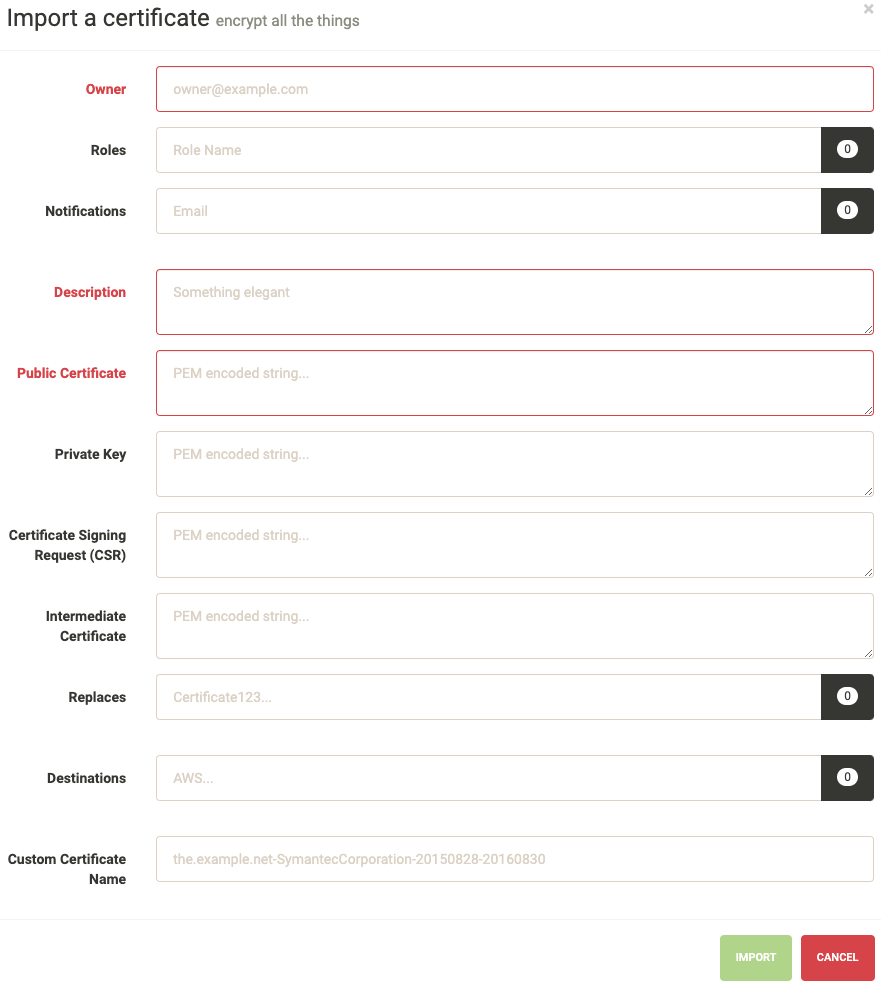 Import a certificate encrypt all the things
×
Owner
owner@example.com
Roles
Role Name
0
Notifications
Email
0
Description
Something elegant
Public Certificate
PEM encoded string...
Private Key
PEM encoded string...
Certificate Signing
Request (CSR)
PEM encoded string...
Intermediate
Certificate
PEM encoded string...
Replaces
Certificate123...
0
Destinations
AWS...
0
Custom Certificate
Name
the.example.net-SymantecCorporation-20150828-20160830
IMPORT
CANCEL